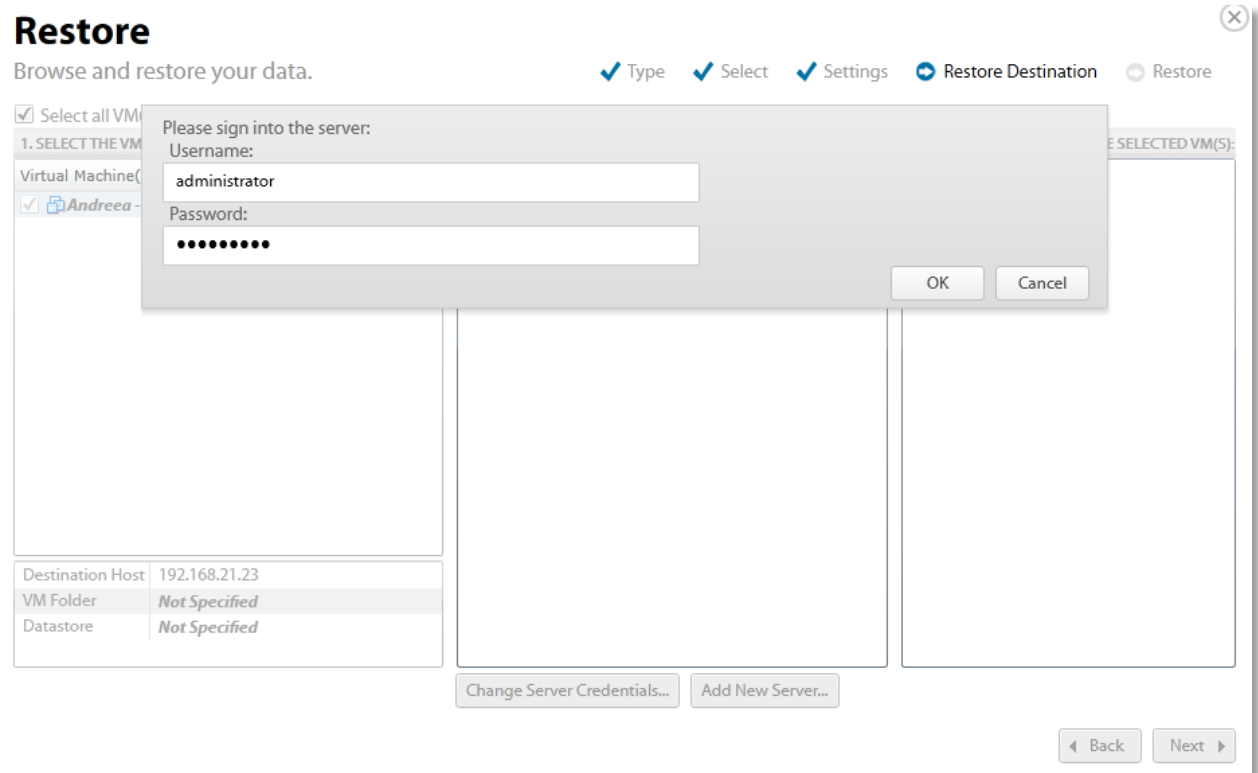 Restore
Browse and restore your data.
Type Select Settings Restore Destination Restore
Select all VM(
1. SELECT THE VM
E SELECTED VM(S):
Please sign into the server:
Username:
administrator
Password:
•••••••••
OK Cancel
Virtual Machine(
Andreea -
Destination Host 192.168.21.23
VM Folder Not Specified
Datastore Not Specified
Change Server Credentials... Add New Server...
Back Next